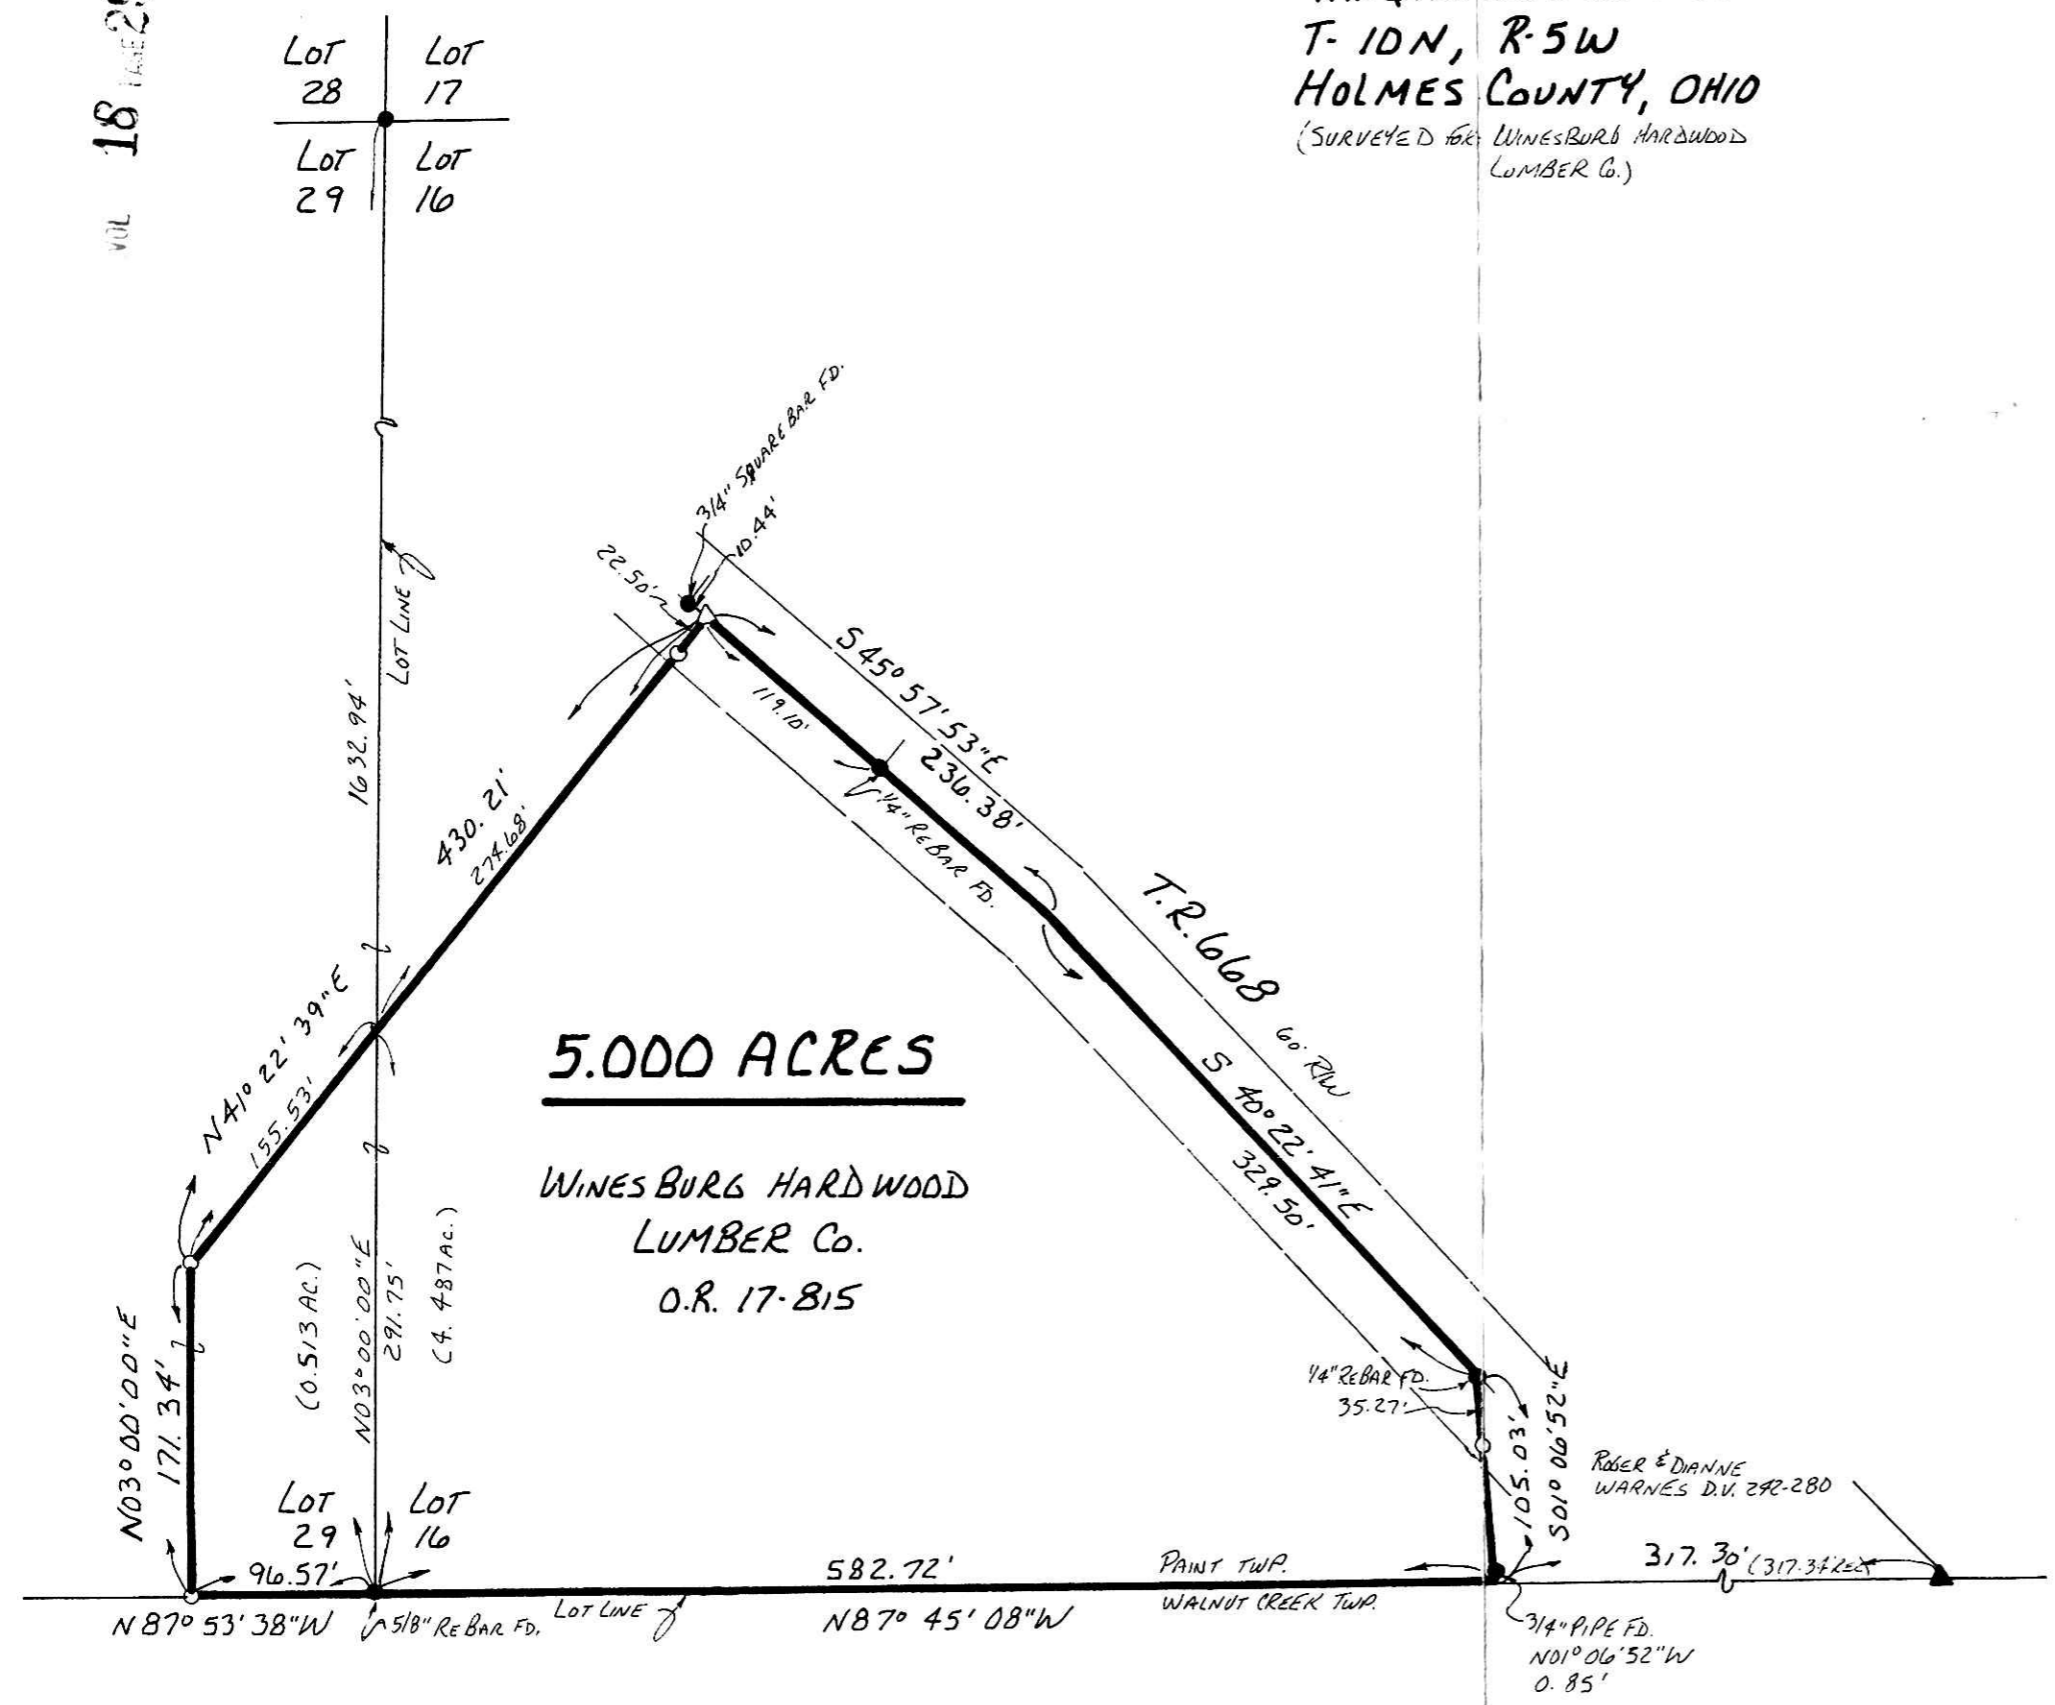 VOL 18 PAGE
T- 10N, R-5W
HOLMES COUNTY, OHIO
(SURVEYED FOR: WINESBURG HARDWOOD
LUMBER CO.)
LOT 28
LOT 17
LOT 29
LOT 16
3/4" SQUARE BAR FD.
10.44'
22.50'
LOT LINE
1632.94'
S45° 57' 53"E
236.38'
119.10'
1/4" REBAR FD.
430.21'
274.68'
T.R. 668
60' R/W
N41° 22' 39"E
155.53'
5.000 ACRES
WINESBURG HARDWOOD
LUMBER CO.
O.R. 17-815
S 40° 22' 41"E
329.50'
N03° 00' 00"E
171.34'
(0.513 AC.)
N03° 00' 00"E
291.75'
(4.487 AC.)
1/4" REBAR FD.
35.27'
105.03'
S01° 06' 52"E
ROGER & DIANNE
WARNES D.V. 242-280
LOT 29
LOT 16
96.57'
582.72'
PAINT TWP.
317.30' (317.34 REC)
N87° 53' 38"W
5/8" REBAR FD.
LOT LINE
N87° 45' 08"W
WALNUT CREEK TWP.
3/4" PIPE FD.
N01° 06' 52"W
0.85'